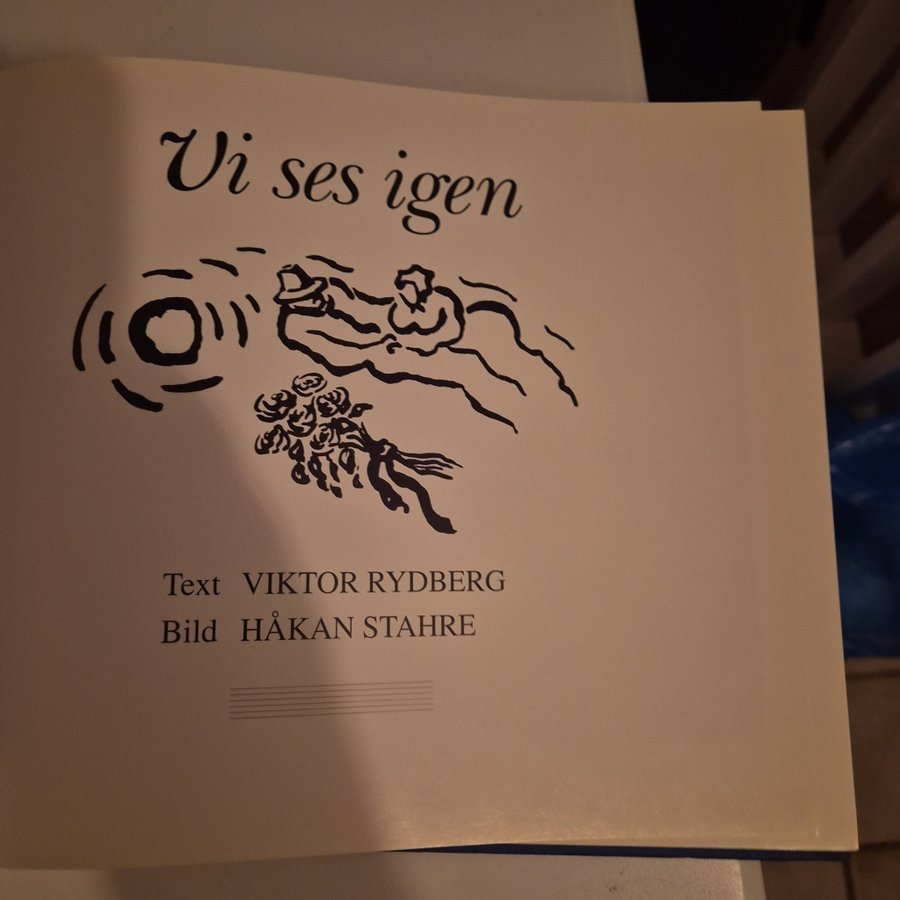 Vi ses igen
Text VIKTOR RYDBERG
Bild HÅKAN STAHRE